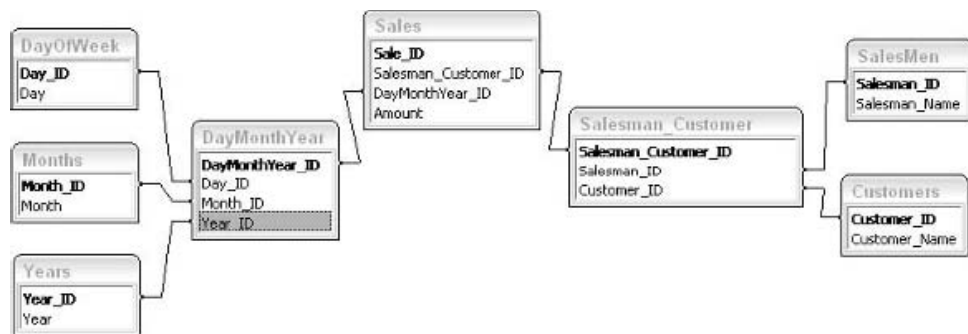 DayOfWeek
Day_ID
Day
Months
Month_ID
Month
Years
Year_ID
Year
DayMonthYear
DayMonthYear_ID
Day_ID
Month_ID
Year_ID
Sales
Sale_ID
Salesman_Customer_ID
DayMonthYear_ID
Amount
Salesman_Customer
Salesman_Customer_ID
Salesman_ID
Customer_ID
SalesMen
Salesman_ID
Salesman_Name
Customers
Customer_ID
Customer_Name